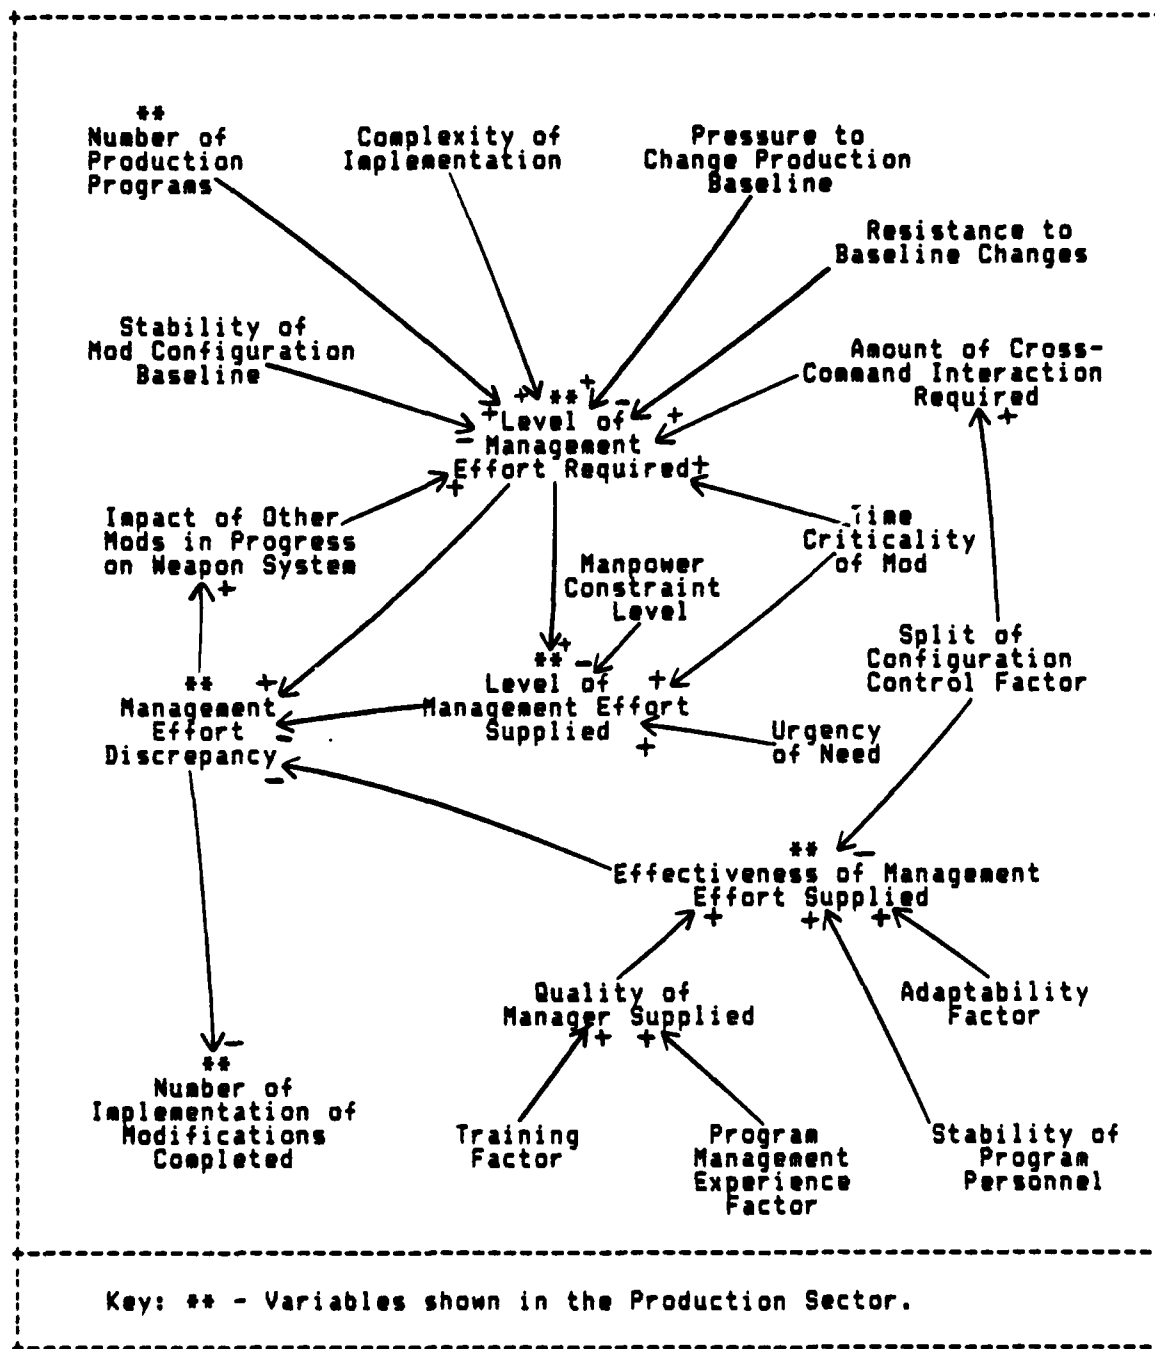 **
Number of
Production
Programs
Complexity of
Implementation
Pressure to
Change Production
Baseline
Resistance to
Baseline Changes
Stability of
Mod Configuration
Baseline
Amount of Cross-
Command Interaction
Required
+
+ + ** + - +
Level of
- Management
Effort Required +
+
Impact of Other
Mods in Progress
on Weapon System
+
Time
Criticality
of Mod
Manpower
Constraint
Level
Split of
Configuration
Control Factor
** + -
Level of +
Management Effort
Supplied +
** +
Management
Effort -
Discrepancy
-
Urgency
of Need
** -
Effectiveness of Management
Effort Supplied
+ + +
Quality of
Manager Supplied
+ +
Adaptability
Factor
-
**
Number of
Implementation of
Modifications
Completed
Training
Factor
Program
Management
Experience
Factor
Stability of
Program
Personnel
Key: ** - Variables shown in the Production Sector.